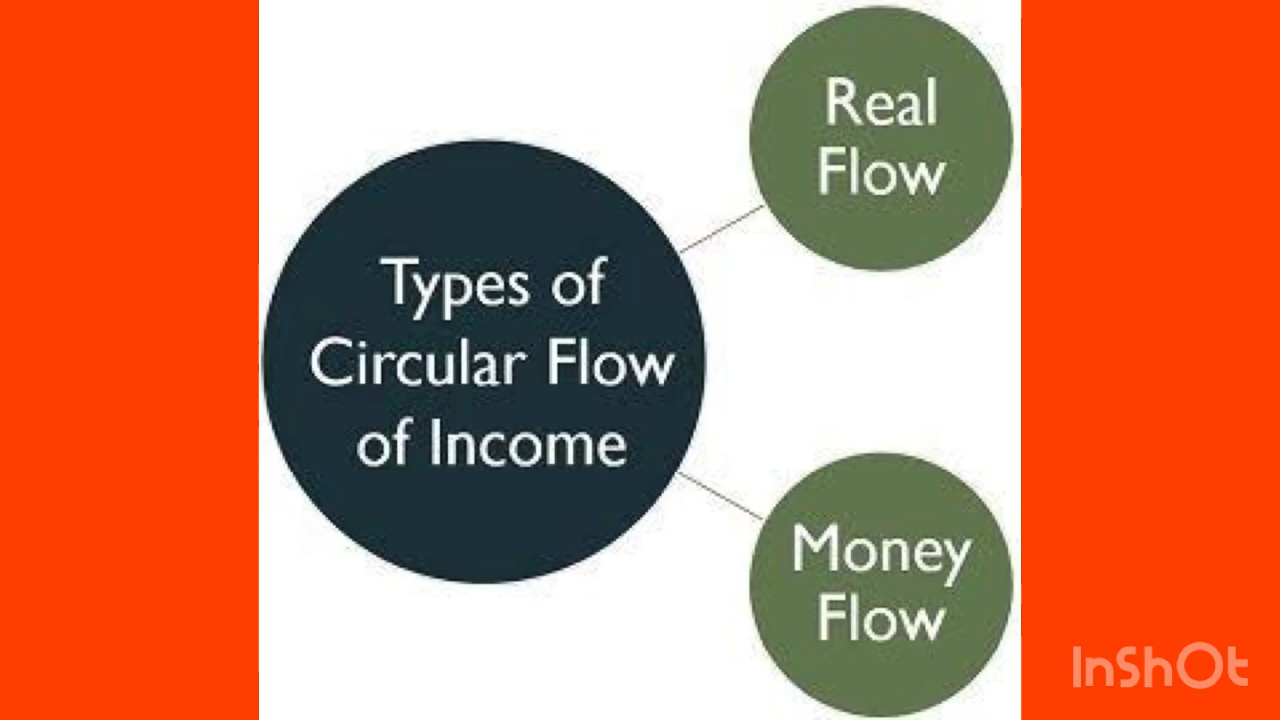 Real
Flow
Types of
Circular Flow
of Income
Money
Flow
InShOt